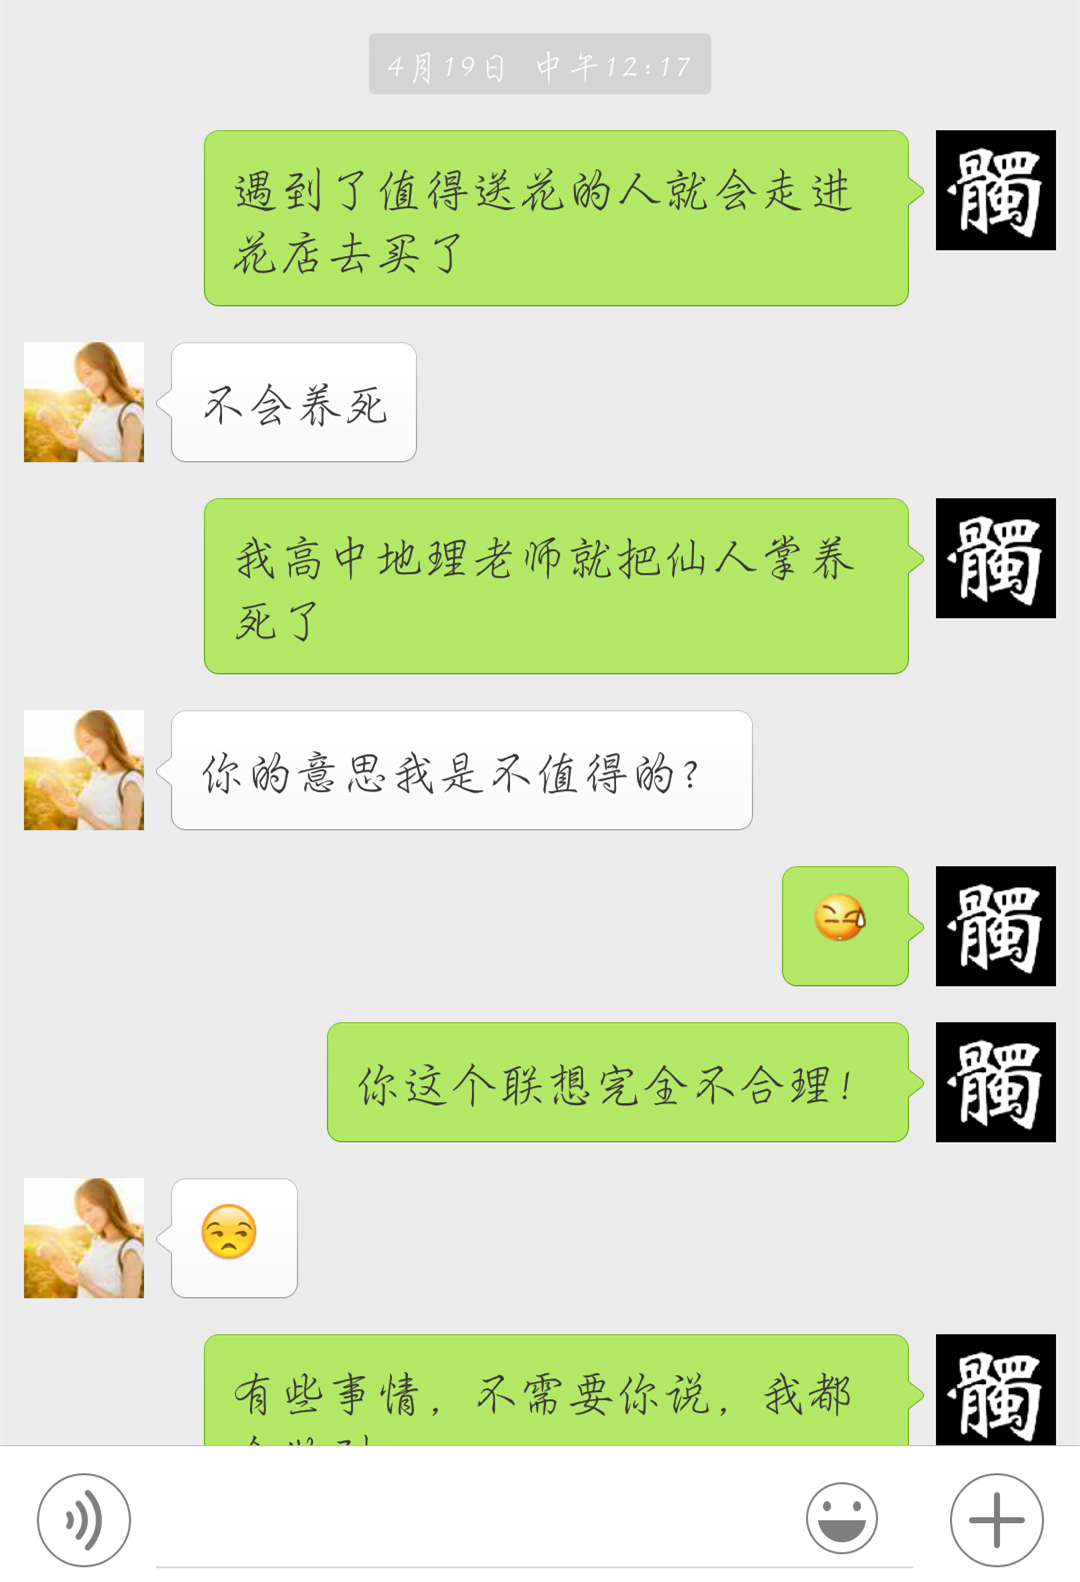 4月19日 中午12:17
遇到了值得送花的人就会走进
花店去买了
髑
不会养死
我高中地理老师就把仙人掌养
死了
髑
你的意思我是不值得的?
髑
你这个联想完全不合理!
髑
有些事情，不需要你说，我都
髑